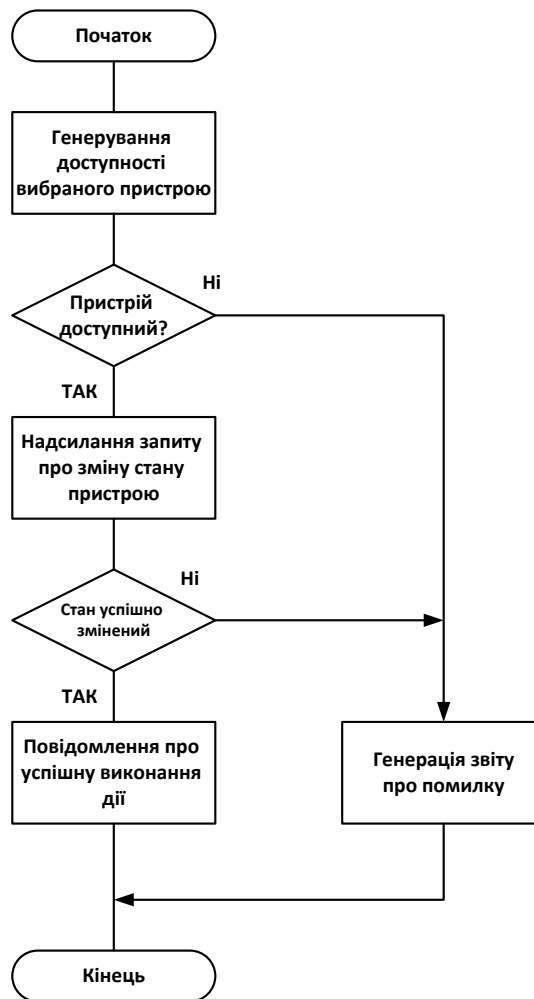 Початок
Генерування
доступності
вибраного пристрою
Ні
Пристрій
доступний?
ТАК
Надсилання запиту
про зміну стану
пристрою
Ні
Стан успішно
змінений
ТАК
Повідомлення про
успішну виконання
дії
Генерація звіту
про помилку
Кінець